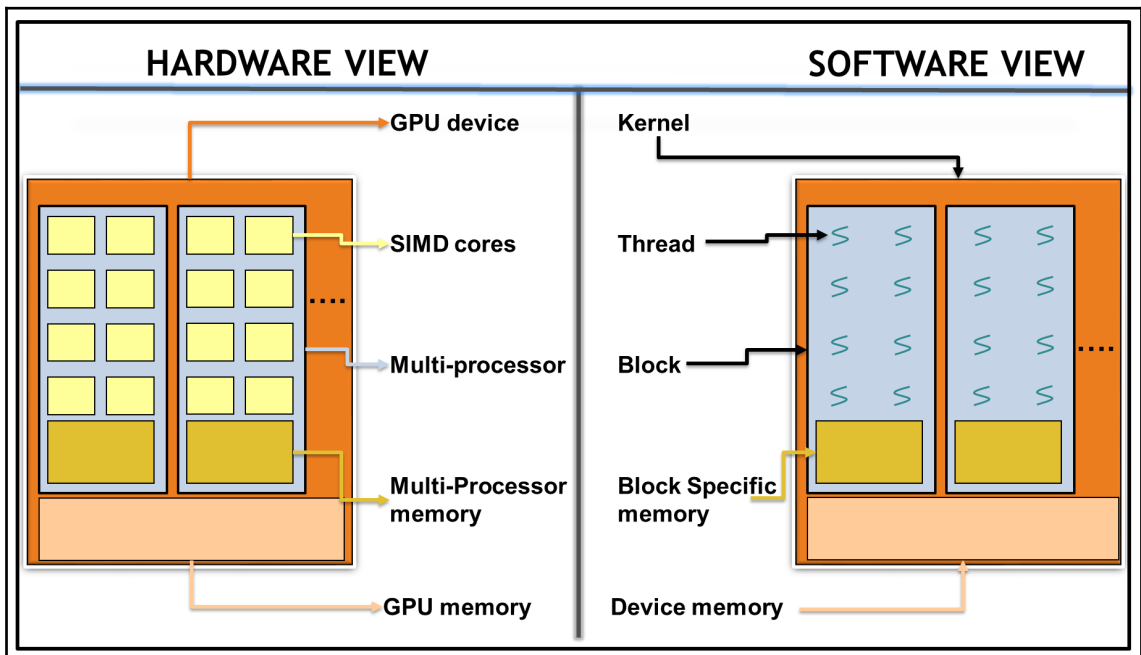 HARDWARE VIEW
GPU device
SIMD cores
....
Multi-processor
Multi-Processor
memory
GPU memory
SOFTWARE VIEW
Kernel
Thread
Block
....
Block Specific
memory
Device memory